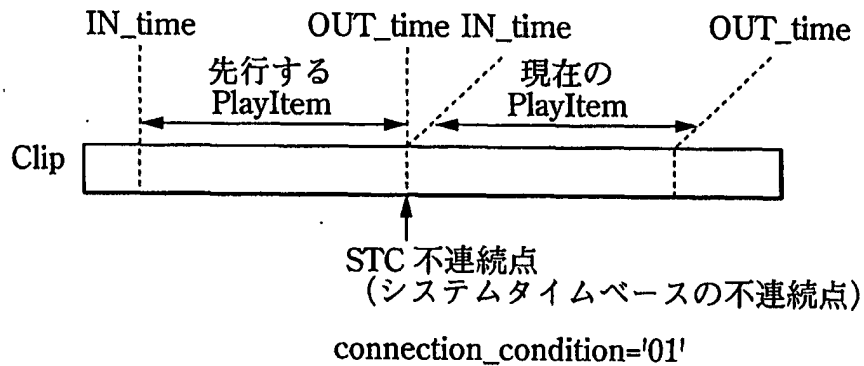 IN_time OUT_time IN_time OUT_time
先行する 現在の
PlayItem PlayItem
Clip
STC 不連続点
（システムタイムベースの不連続点）
connection_condition='01'